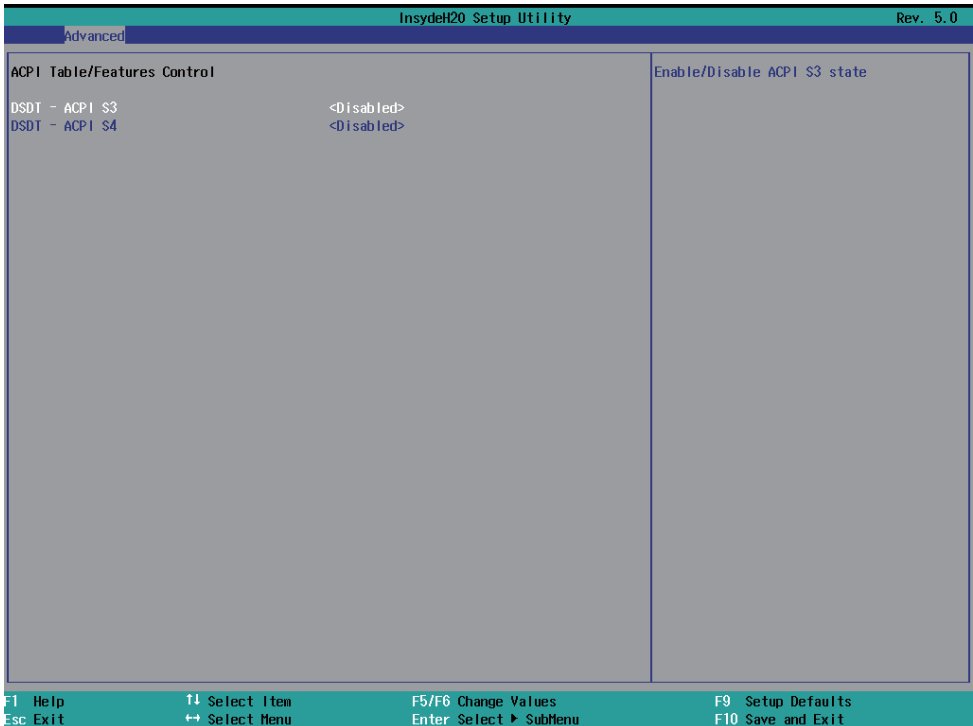 InsydeH20 Setup Utility Rev. 5.0
Advanced
ACPI Table/Features Control
Enable/Disable ACPI S3 state
DSDT - ACPI S3 <Disabled>
DSDT - ACPI S4 <Disabled>
F1 Help ↑↓ Select Item F5/F6 Change Values F9 Setup Defaults
Esc Exit ↔ Select Menu Enter Select ▶ SubMenu F10 Save and Exit